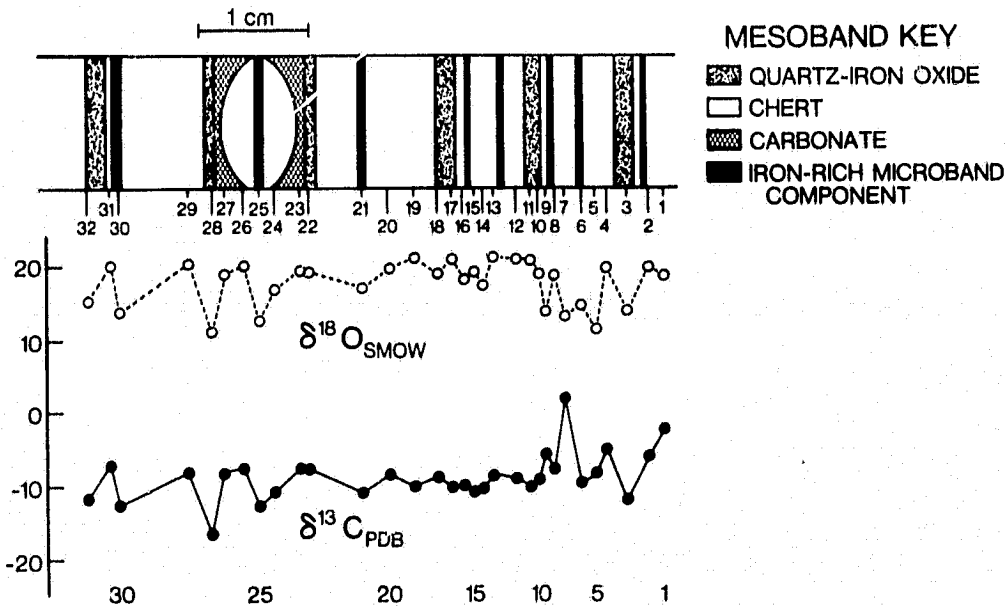 1 cm
MESOBAND KEY
QUARTZ-IRON OXIDE
CHERT
CARBONATE
IRON-RICH MICROBAND
COMPONENT
32 31 30 29 28 27 26 25 24 23 22 21 20 19 18 17 16 15 14 13 12 11 10 9 8 7 6 5 4 3 2 1
20
10
0
-10
-20
δ18 OSMOW
δ13 CPDB
30 25 20 15 10 5 1